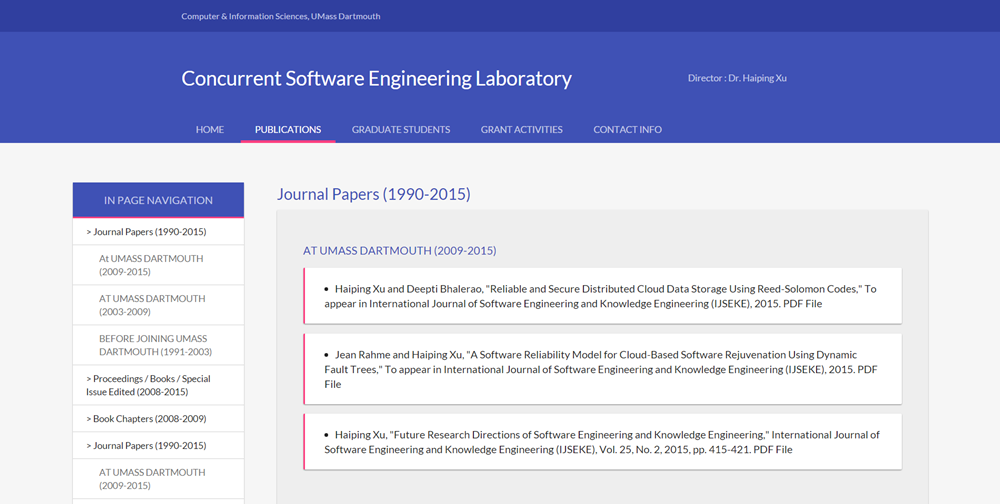 Computer & Information Sciences, UMass Dartmouth
Concurrent Software Engineering Laboratory
Director : Dr. Haiping Xu
HOME
PUBLICATIONS
GRADUATE STUDENTS
GRANT ACTIVITIES
CONTACT INFO
IN PAGE NAVIGATION
> Journal Papers (1990-2015)
At UMASS DARTMOUTH
(2009-2015)
AT UMASS DARTMOUTH
(2003-2009)
BEFORE JOINING UMASS
DARTMOUTH (1991-2003)
> Proceedings / Books / Special
Issue Edited (2008-2015)
> Book Chapters (2008-2009)
> Journal Papers (1990-2015)
AT UMASS DARTMOUTH
(2009-2015)
Journal Papers (1990-2015)
AT UMASS DARTMOUTH (2009-2015)
• Haiping Xu and Deepti Bhalerao, "Reliable and Secure Distributed Cloud Data Storage Using Reed-Solomon Codes," To
appear in International Journal of Software Engineering and Knowledge Engineering (IJSEKE), 2015. PDF File
• Jean Rahme and Haiping Xu, "A Software Reliability Model for Cloud-Based Software Rejuvenation Using Dynamic
Fault Trees," To appear in International Journal of Software Engineering and Knowledge Engineering (IJSEKE), 2015. PDF
File
• Haiping Xu, "Future Research Directions of Software Engineering and Knowledge Engineering," International Journal of
Software Engineering and Knowledge Engineering (IJSEKE), Vol. 25, No. 2, 2015, pp. 415-421. PDF File